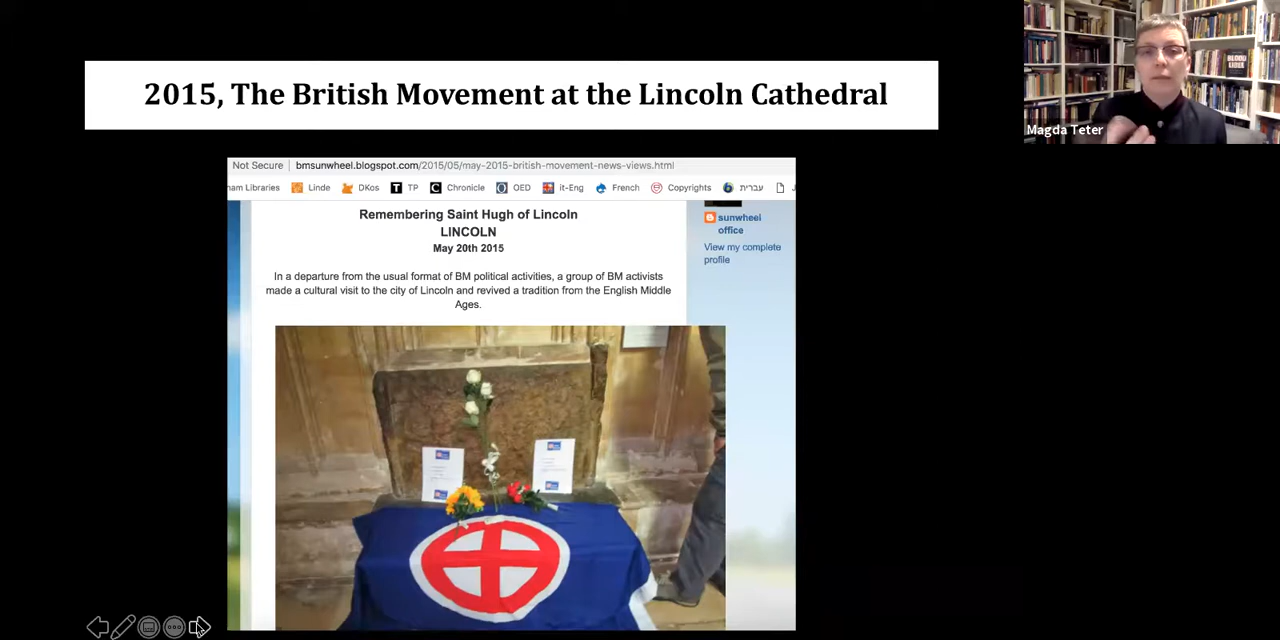 2015, The British Movement at the Lincoln Cathedral
Magda Teter
BLOOD
LIBEL
Not Secure bmsunwheel.blogspot.com/2015/05/may-2015-british-movement-news-views.html
ham Libraries Linde DKos TP Chronicle OED it-Eng French Copyrights עברית
Remembering Saint Hugh of Lincoln
LINCOLN
May 20th 2015
In a departure from the usual format of BM political activities, a group of BM activists
made a cultural visit to the city of Lincoln and revived a tradition from the English Middle
Ages.
sunwheel
office
View my complete
profile